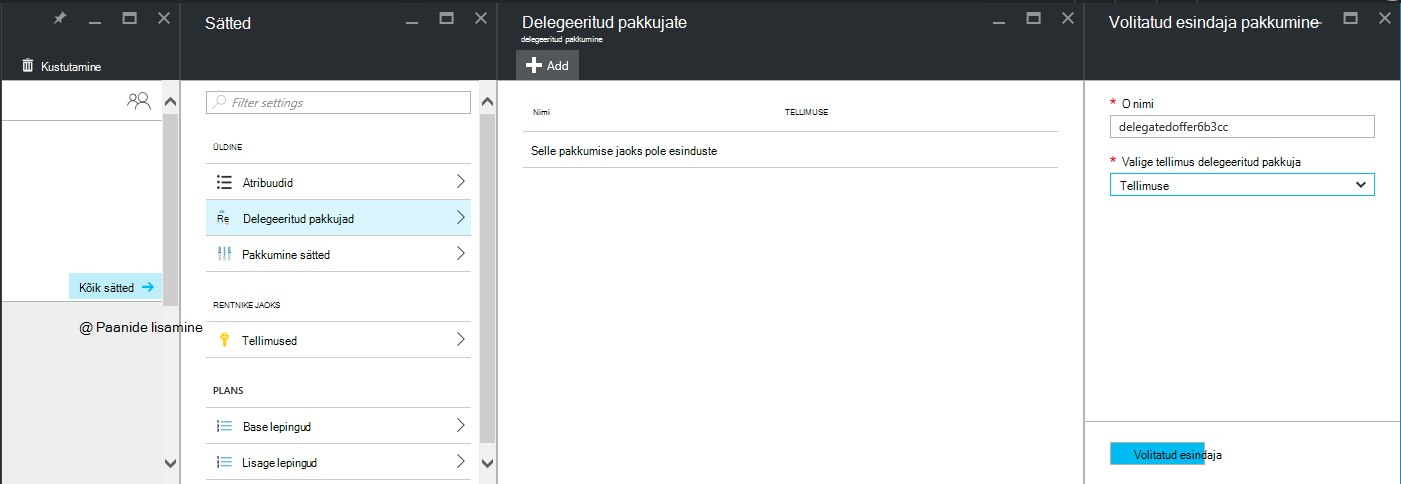 Kustutamine
Kõik sätted
@ Paanide lisamine
Sätted
Filter settings
ÜLDINE
Atribuudid
Delegeeritud pakkujad
Pakkumine sätted
RENTNIKE JAOKS
Tellimused
PLANS
Base lepingud
Lisage lepingud
Delegeeritud pakkujate
delegeeritud pakkumine
Add
Nimi TELLIMUSE
Selle pakkumise jaoks pole esinduste
Volitatud esindaja pakkumine
* O nimi
delegatedoffer6b3cc
* Valige tellimus delegeeritud pakkuja
Tellimuse
Volitatud esindaja